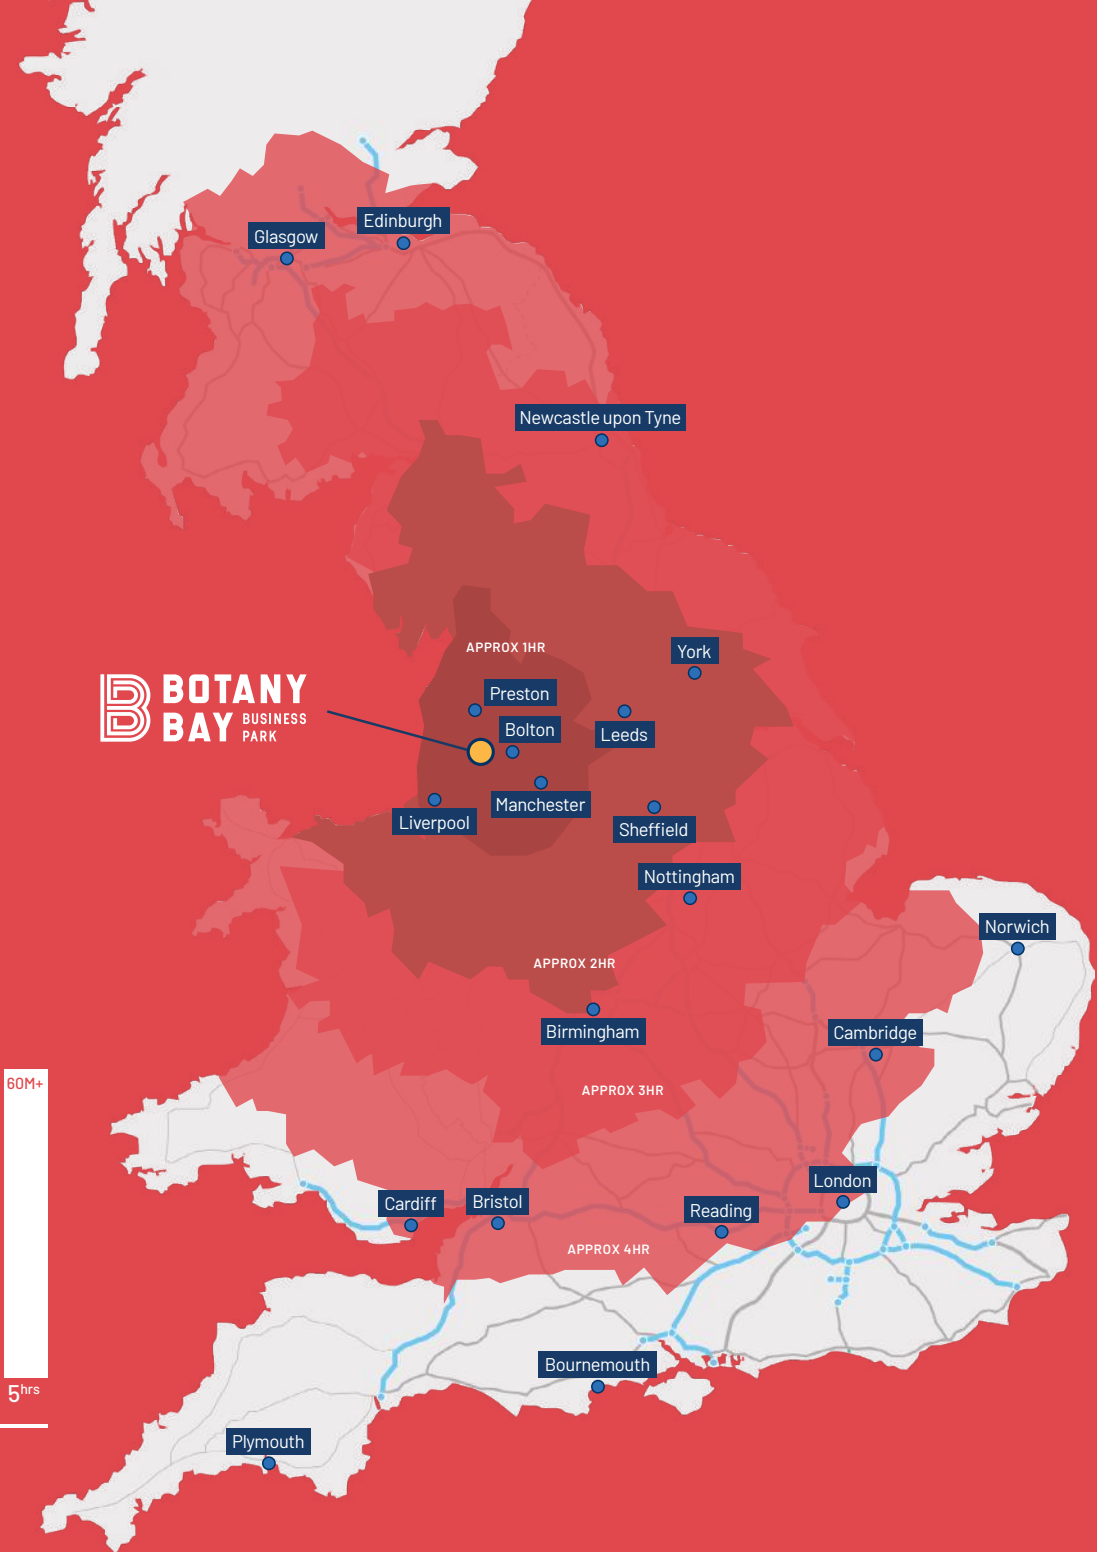 Edinburgh
Glasgow
Newcastle upon Tyne
APPROX 1HR
York
BOTANY
BAY BUSINESS
PARK
Preston
Bolton
Leeds
Manchester
Liverpool
Sheffield
Nottingham
Norwich
APPROX 2HR
Birmingham
Cambridge
60M+
APPROX 3HR
London
Cardiff
Bristol
Reading
APPROX 4HR
Bournemouth
5hrs
Plymouth